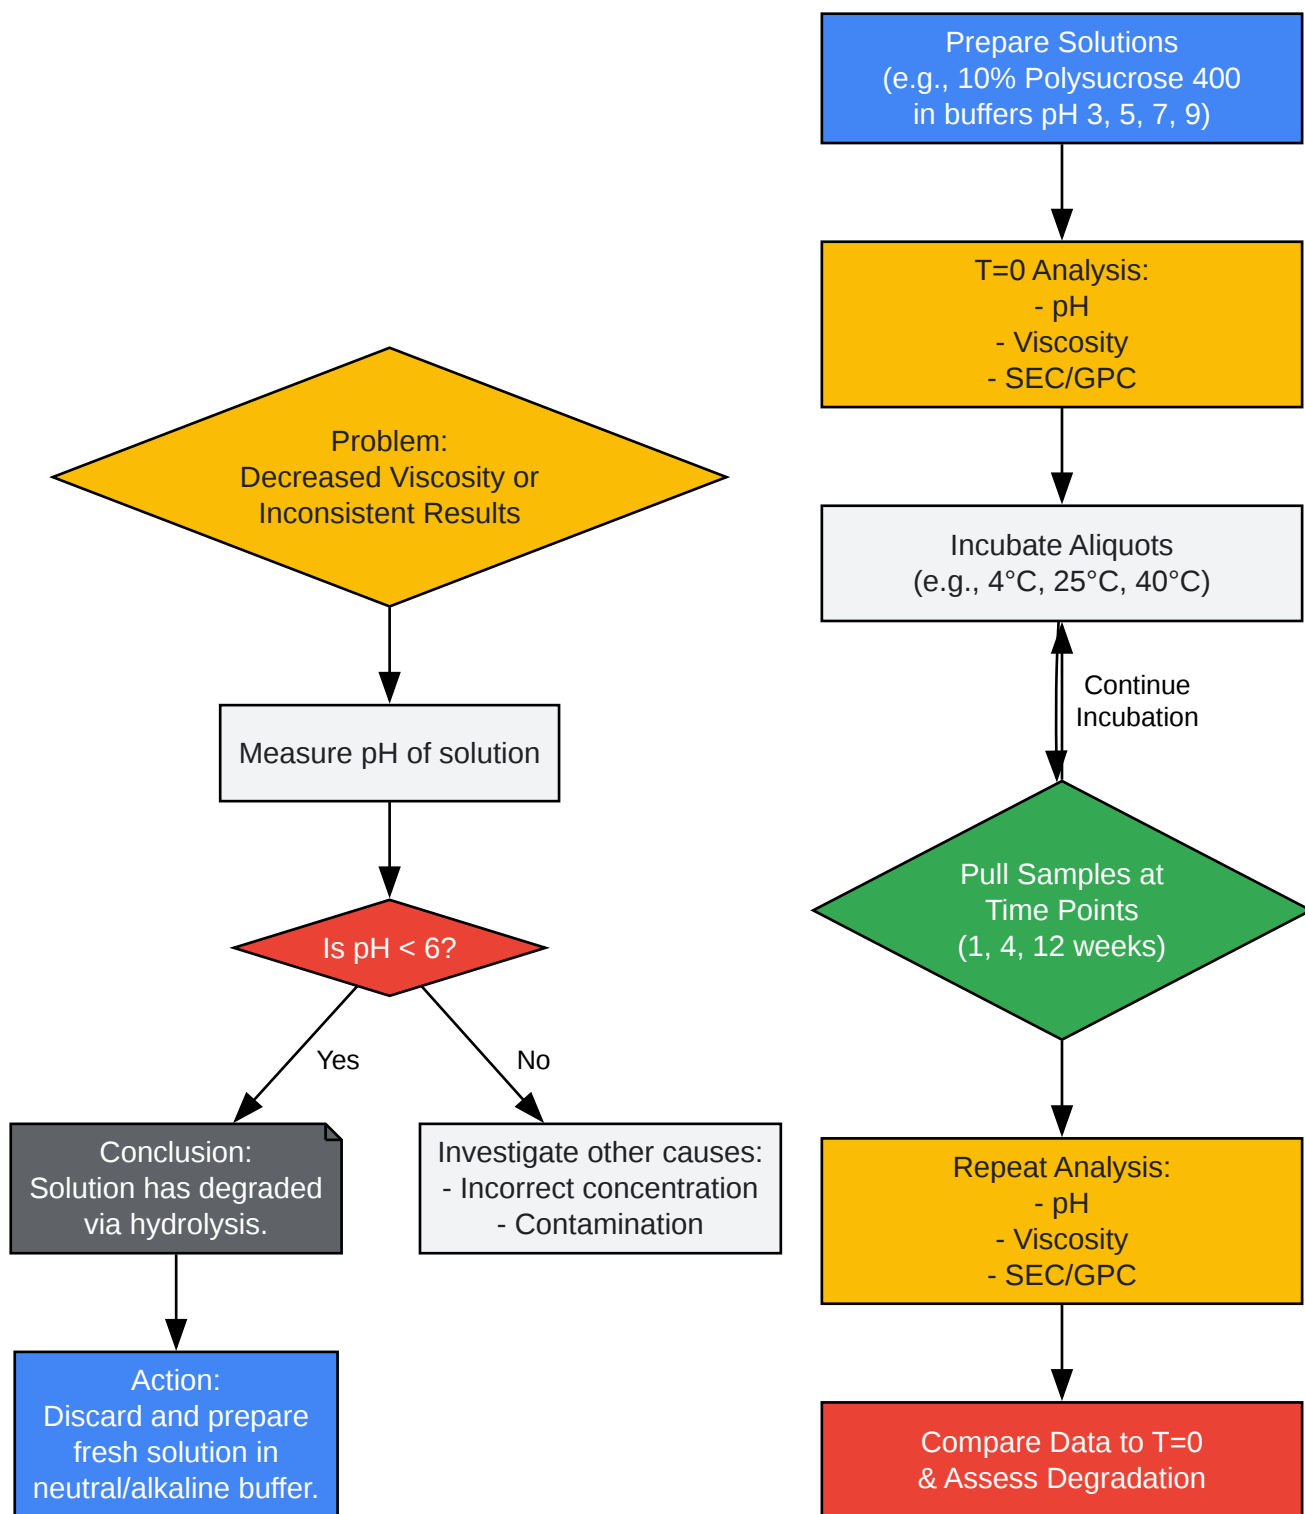 Problem:
Decreased Viscosity or
Inconsistent Results
Measure pH of solution
Is pH < 6?
Yes
No
Conclusion:
Solution has degraded
via hydrolysis.
Investigate other causes:
- Incorrect concentration
- Contamination
Action:
Discard and prepare
fresh solution in
neutral/alkaline buffer.
Prepare Solutions
(e.g., 10% Polysucrose 400
in buffers pH 3, 5, 7, 9)
T=0 Analysis:
- pH
- Viscosity
- SEC/GPC
Incubate Aliquots
(e.g., 4°C, 25°C, 40°C)
Continue
Incubation
Pull Samples at
Time Points
(1, 4, 12 weeks)
Repeat Analysis:
- pH
- Viscosity
- SEC/GPC
Compare Data to T=0
& Assess Degradation